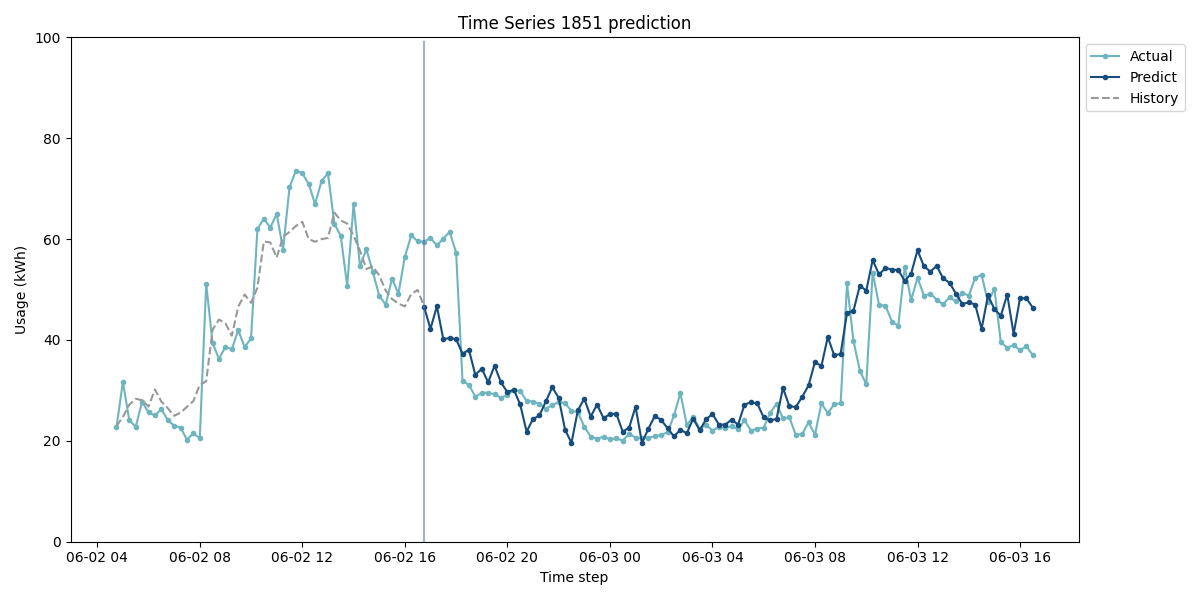 Time Series 1851 prediction
100
80
60
40
20
0
Usage (kWh)
06-02 04
06-02 08
06-02 12
06-02 16
06-02 20
06-03 00
06-03 04
06-03 08
06-03 12
06-03 16
Time step
Actual
Predict
History